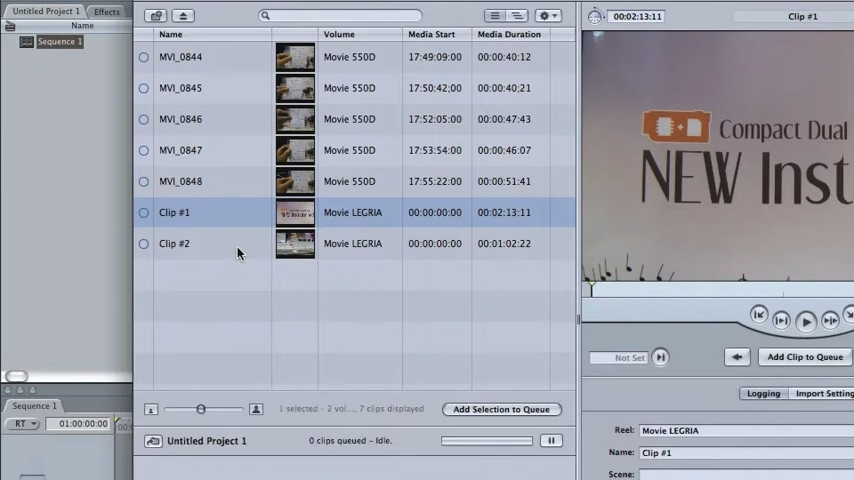 Untitled Project 1 Effects
Name
Sequence 1
Name Volume Media Start Media Duration
MVI_0844 Movie 550D 17:49:09:00 00:00:40:12
MVI_0845 Movie 550D 17:50:42;00 00:00:40;21
MVI_0846 Movie 550D 17:52:05:00 00:00:47:43
MVI_0847 Movie 550D 17:53:54:00 00:00:46:07
MVI_0848 Movie 550D 17:55:22:00 00:00:51:41
Clip #1 Movie LEGRIA 00:00:00:00 00:02:13:11
Clip #2 Movie LEGRIA 00:00:00:00 00:01:02:22
1 selected - 2 vol..., 7 clips displayed
Add Selection to Queue
Untitled Project 1 0 clips queued - Idle.
Sequence 1
RT 01:00:00:00
00:02:13:11 Clip #1
Compact Dual
NEW Inst
Not Set
Add Clip to Queue
Logging Import Setting
Reel: Movie LEGRIA
Name: Clip #1
Scene: